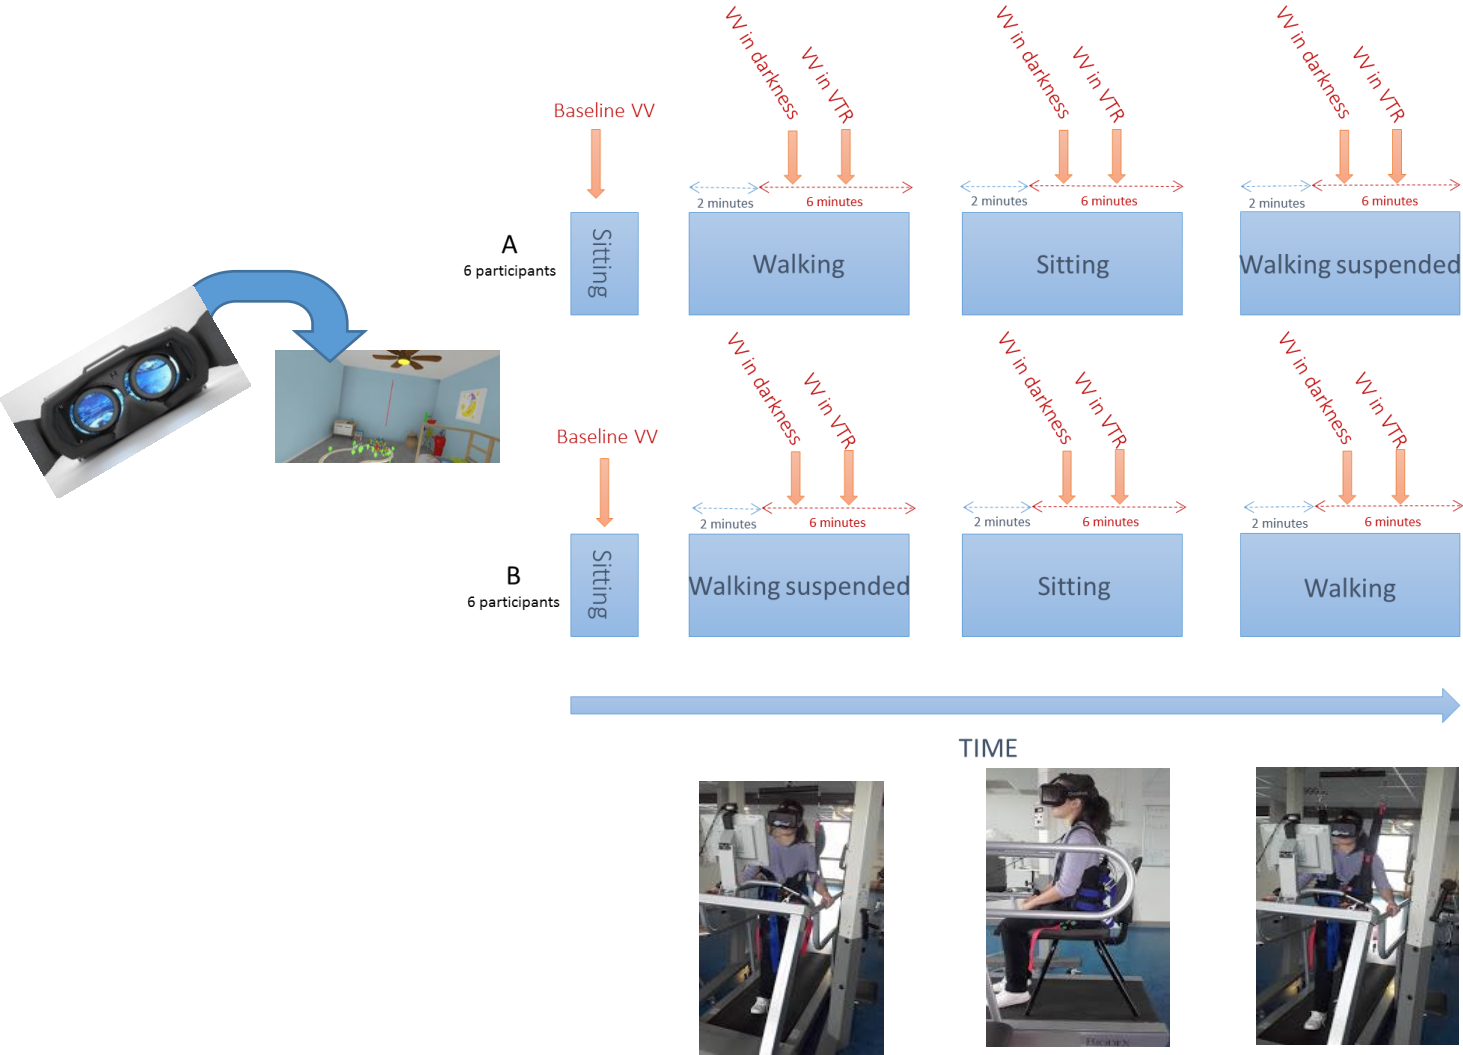 VV in darkness
VV in VTR
VV in darkness
VV in VTR
VV in darkness
VV in VTR
Baseline VV
2 minutes
6 minutes
2 minutes
6 minutes
2 minutes
6 minutes
A
6 participants
Sitting
Walking
Sitting
Walking suspended
VV in darkness
VV in VTR
VV in darkness
VV in VTR
VV in darkness
VV in VTR
Baseline VV
2 minutes
6 minutes
2 minutes
6 minutes
2 minutes
6 minutes
B
6 participants
Sitting
Walking suspended
Sitting
Walking
TIME
BIODEX